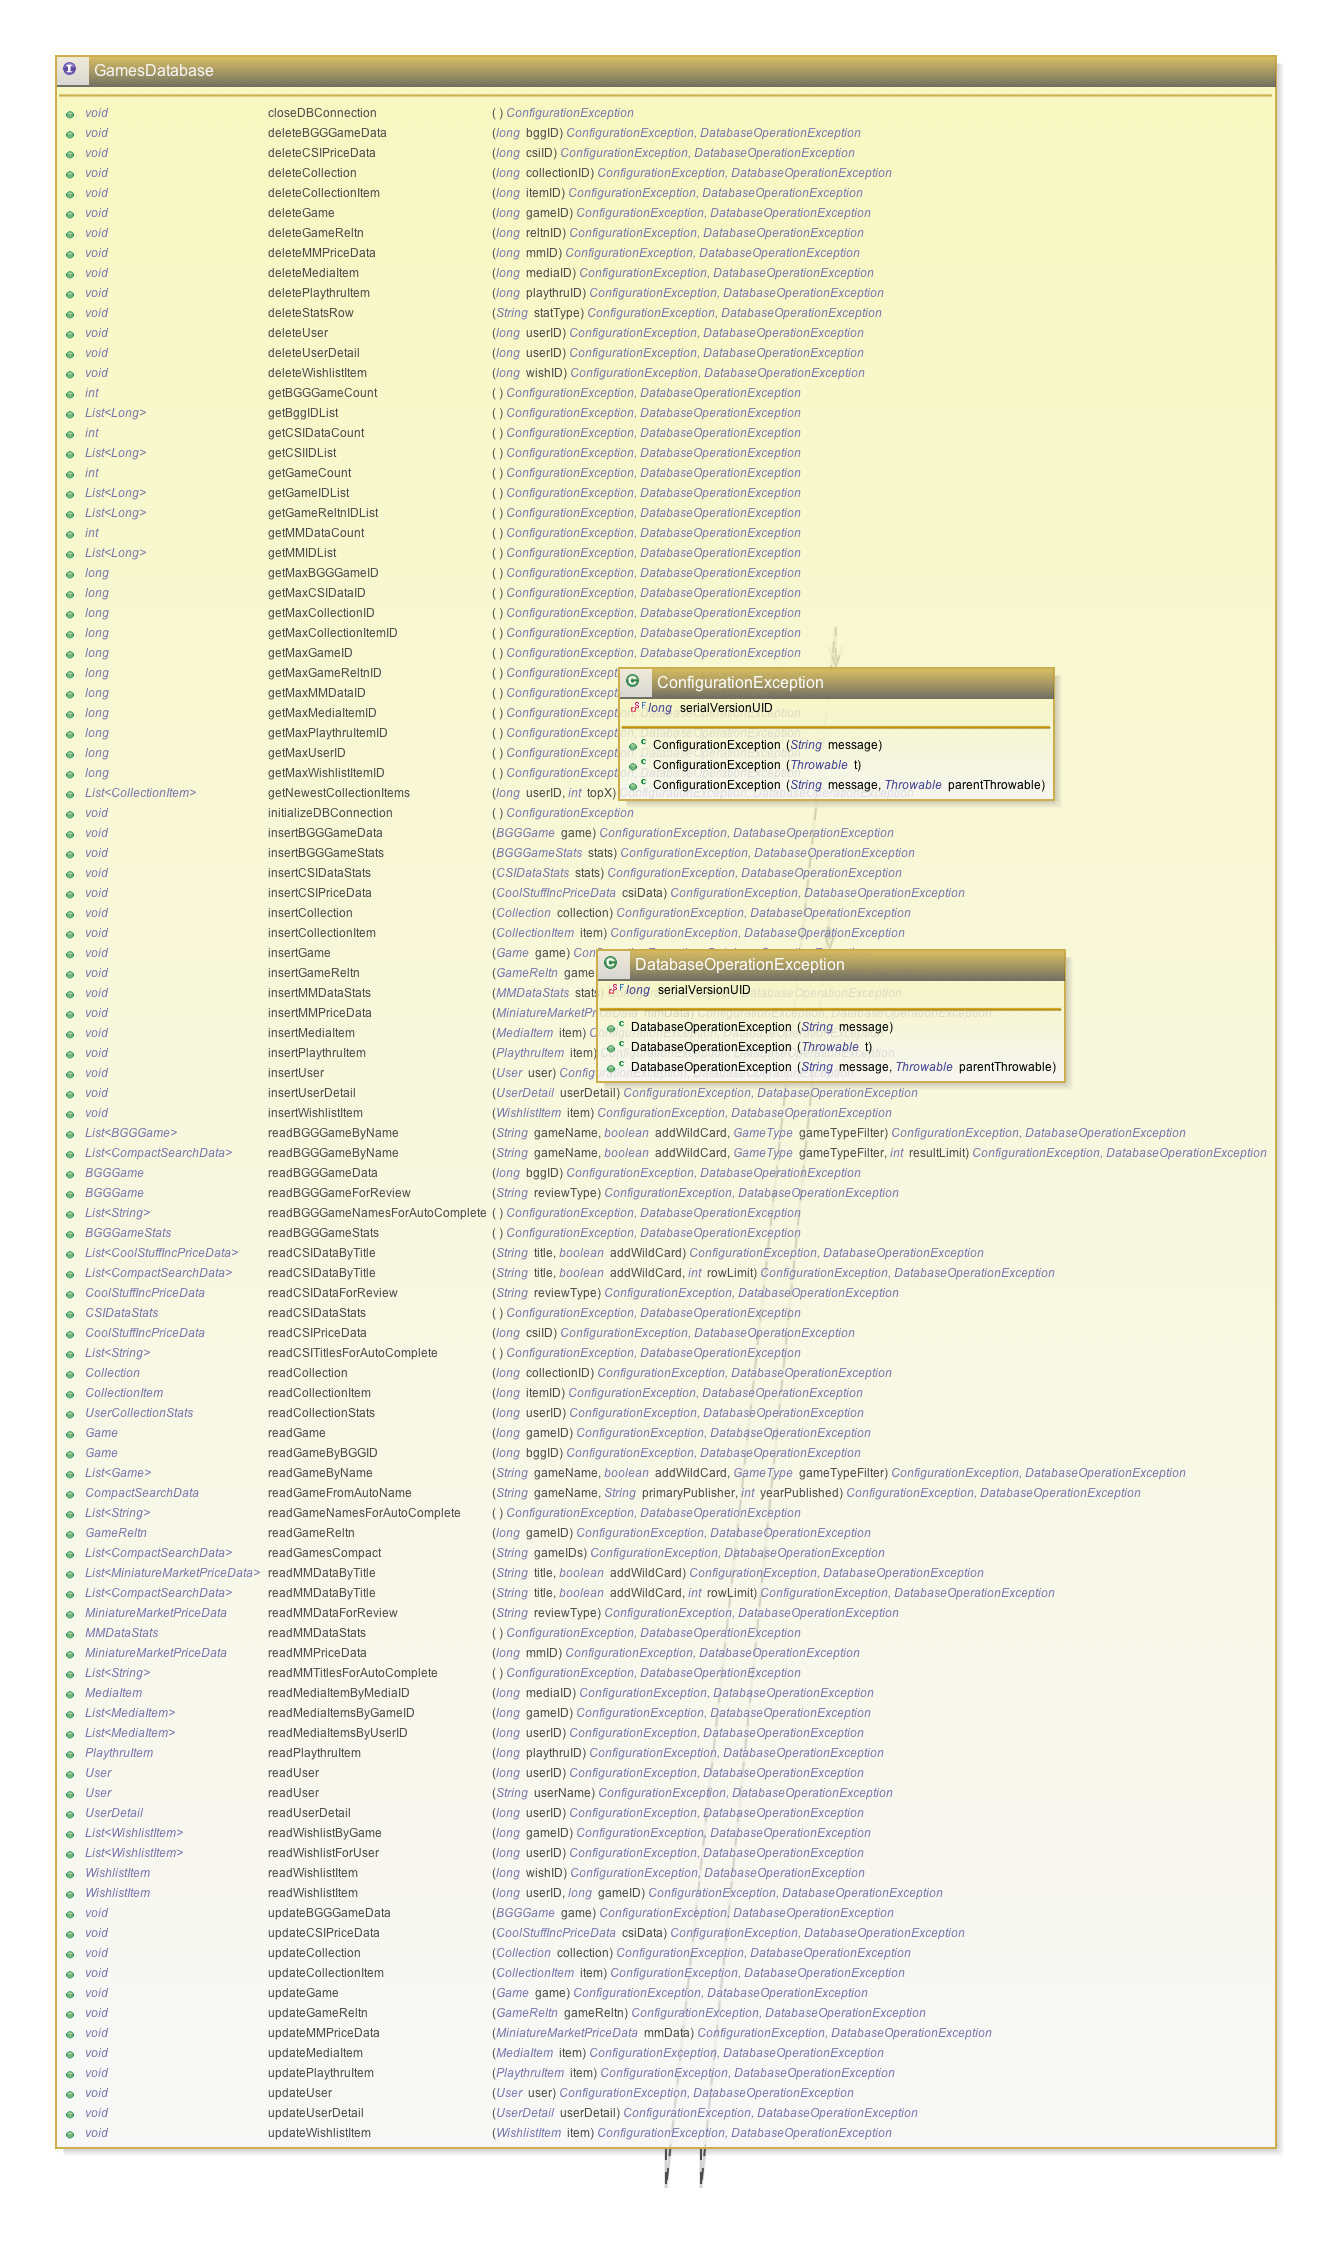 GamesDatabase
void closeDBConnection ( ) ConfigurationException
void deleteBGGGameData (long bggID) ConfigurationException, DatabaseOperationException
void deleteCSIPriceData (long csiID) ConfigurationException, DatabaseOperationException
void deleteCollection (long collectionID) ConfigurationException, DatabaseOperationException
void deleteCollectionItem (long itemID) ConfigurationException, DatabaseOperationException
void deleteGame (long gameID) ConfigurationException, DatabaseOperationException
void deleteGameReltn (long reltnID) ConfigurationException, DatabaseOperationException
void deleteMMPriceData (long mmID) ConfigurationException, DatabaseOperationException
void deleteMediaItem (long mediaID) ConfigurationException, DatabaseOperationException
void deletePlaythruItem (long playthruID) ConfigurationException, DatabaseOperationException
void deleteStatsRow (String statType) ConfigurationException, DatabaseOperationException
void deleteUser (long userID) ConfigurationException, DatabaseOperationException
void deleteUserDetail (long userID) ConfigurationException, DatabaseOperationException
void deleteWishlistItem (long wishID) ConfigurationException, DatabaseOperationException
int getBGGGameCount ( ) ConfigurationException, DatabaseOperationException
List<Long> getBggIDList ( ) ConfigurationException, DatabaseOperationException
int getCSIDataCount ( ) ConfigurationException, DatabaseOperationException
List<Long> getCSIIDList ( ) ConfigurationException, DatabaseOperationException
int getGameCount ( ) ConfigurationException, DatabaseOperationException
List<Long> getGameIDList ( ) ConfigurationException, DatabaseOperationException
List<Long> getGameReltnIDList ( ) ConfigurationException, DatabaseOperationException
int getMMDataCount ( ) ConfigurationException, DatabaseOperationException
List<Long> getMMIDList ( ) ConfigurationException, DatabaseOperationException
long getMaxBGGGameID ( ) ConfigurationException, DatabaseOperationException
long getMaxCSIDataID ( ) ConfigurationException, DatabaseOperationException
long getMaxCollectionID ( ) ConfigurationException, DatabaseOperationException
long getMaxCollectionItemID ( ) ConfigurationException, DatabaseOperationException
long getMaxGameID ( ) ConfigurationException, DatabaseOperationException
long getMaxGameReltnID ( )
long getMaxMMDataID ( )
long getMaxMediaItemID ( ) ConfigurationException, DatabaseOperationException
long getMaxPlaythruItemID ( ) ConfigurationException, DatabaseOperationException
long getMaxUserID ( ) ConfigurationException, DatabaseOperationException
long getMaxWishlistItemID ( ) ConfigurationException, DatabaseOperationException
List<CollectionItem> getNewestCollectionItems (long userID, int topX) ConfigurationException, DatabaseOperationException
void initializeDBConnection ( ) ConfigurationException
void insertBGGGameData (BGGGame game) ConfigurationException, DatabaseOperationException
void insertBGGGameStats (BGGGameStats stats) ConfigurationException, DatabaseOperationException
void insertCSIDataStats (CSIDataStats stats) ConfigurationException, DatabaseOperationException
void insertCSIPriceData (CoolStuffIncPriceData csiData) ConfigurationException, DatabaseOperationException
void insertCollection (Collection collection) ConfigurationException, DatabaseOperationException
void insertCollectionItem (CollectionItem item) ConfigurationException, DatabaseOperationException
void insertGame (Game game) ConfigurationException, DatabaseOperationException
void insertGameReltn (GameReltn
void insertMMDataStats (MMDataStats stats) ConfigurationException, DatabaseOperationException
void insertMMPriceData (MiniatureMarketPriceData mmData) ConfigurationException, DatabaseOperationException
void insertMediaItem (MediaItem item) ConfigurationException, DatabaseOperationException
void insertPlaythruItem (PlaythruItem item) ConfigurationException, DatabaseOperationException
void insertUser (User user) ConfigurationException, DatabaseOperationException
void insertUserDetail (UserDetail userDetail) ConfigurationException, DatabaseOperationException
void insertWishlistItem (WishlistItem item) ConfigurationException, DatabaseOperationException
List<BGGGame> readBGGGameByName (String gameName, boolean addWildCard, GameType gameTypeFilter) ConfigurationException, DatabaseOperationException
List<CompactSearchData> readBGGGameByName (String gameName, boolean addWildCard, GameType gameTypeFilter, int resultLimit) ConfigurationException, DatabaseOperationException
BGGGame readBGGGameData (long bggID) ConfigurationException, DatabaseOperationException
BGGGame readBGGGameForReview (String reviewType) ConfigurationException, DatabaseOperationException
List<String> readBGGGameNamesForAutoComplete ( ) ConfigurationException, DatabaseOperationException
BGGGameStats readBGGGameStats ( ) ConfigurationException, DatabaseOperationException
List<CoolStuffIncPriceData> readCSIDataByTitle (String title, boolean addWildCard) ConfigurationException, DatabaseOperationException
List<CompactSearchData> readCSIDataByTitle (String title, boolean addWildCard, int rowLimit) ConfigurationException, DatabaseOperationException
CoolStuffIncPriceData readCSIDataForReview (String reviewType) ConfigurationException, DatabaseOperationException
CSIDataStats readCSIDataStats ( ) ConfigurationException, DatabaseOperationException
CoolStuffIncPriceData readCSIPriceData (long csiID) ConfigurationException, DatabaseOperationException
List<String> readCSITitlesForAutoComplete ( ) ConfigurationException, DatabaseOperationException
Collection readCollection (long collectionID) ConfigurationException, DatabaseOperationException
CollectionItem readCollectionItem (long itemID) ConfigurationException, DatabaseOperationException
UserCollectionStats readCollectionStats (long userID) ConfigurationException, DatabaseOperationException
Game readGame (long gameID) ConfigurationException, DatabaseOperationException
Game readGameByBGGID (long bggID) ConfigurationException, DatabaseOperationException
List<Game> readGameByName (String gameName, boolean addWildCard, GameType gameTypeFilter) ConfigurationException, DatabaseOperationException
CompactSearchData readGameFromAutoName (String gameName, String primaryPublisher, int yearPublished) ConfigurationException, DatabaseOperationException
List<String> readGameNamesForAutoComplete ( ) ConfigurationException, DatabaseOperationException
GameReltn readGameReltn (long gameID) ConfigurationException, DatabaseOperationException
List<CompactSearchData> readGamesCompact (String gameIDs) ConfigurationException, DatabaseOperationException
List<MiniatureMarketPriceData> readMMDataByTitle (String title, boolean addWildCard) ConfigurationException, DatabaseOperationException
List<CompactSearchData> readMMDataByTitle (String title, boolean addWildCard, int rowLimit) ConfigurationException, DatabaseOperationException
MiniatureMarketPriceData readMMDataForReview (String reviewType) ConfigurationException, DatabaseOperationException
MMDataStats readMMDataStats ( ) ConfigurationException, DatabaseOperationException
MiniatureMarketPriceData readMMPriceData (long mmID) ConfigurationException, DatabaseOperationException
List<String> readMMTitlesForAutoComplete ( ) ConfigurationException, DatabaseOperationException
MediaItem readMediaItemByMediaID (long mediaID) ConfigurationException, DatabaseOperationException
List<MediaItem> readMediaItemsByGameID (long gameID) ConfigurationException, DatabaseOperationException
List<MediaItem> readMediaItemsByUserID (long userID) ConfigurationException, DatabaseOperationException
PlaythruItem readPlaythruItem (long playthruID) ConfigurationException, DatabaseOperationException
User readUser (long userID) ConfigurationException, DatabaseOperationException
User readUser (String userName) ConfigurationException, DatabaseOperationException
UserDetail readUserDetail (long userID) ConfigurationException, DatabaseOperationException
List<WishlistItem> readWishlistByGame (long gameID) ConfigurationException, DatabaseOperationException
List<WishlistItem> readWishlistForUser (long userID) ConfigurationException, DatabaseOperationException
WishlistItem readWishlistItem (long wishID) ConfigurationException, DatabaseOperationException
WishlistItem readWishlistItem (long userID, long gameID) ConfigurationException, DatabaseOperationException
void updateBGGGameData (BGGGame game) ConfigurationException, DatabaseOperationException
void updateCSIPriceData (CoolStuffIncPriceData csiData) ConfigurationException, DatabaseOperationException
void updateCollection (Collection collection) ConfigurationException, DatabaseOperationException
void updateCollectionItem (CollectionItem item) ConfigurationException, DatabaseOperationException
void updateGame (Game game) ConfigurationException, DatabaseOperationException
void updateGameReltn (GameReltn gameReltn) ConfigurationException, DatabaseOperationException
void updateMMPriceData (MiniatureMarketPriceData mmData) ConfigurationException, DatabaseOperationException
void updateMediaItem (MediaItem item) ConfigurationException, DatabaseOperationException
void updatePlaythruItem (PlaythruItem item) ConfigurationException, DatabaseOperationException
void updateUser (User user) ConfigurationException, DatabaseOperationException
void updateUserDetail (UserDetail userDetail) ConfigurationException, DatabaseOperationException
void updateWishlistItem (WishlistItem item) ConfigurationException, DatabaseOperationException
ConfigurationException
long serialVersionUID
ConfigurationException (String message)
ConfigurationException (Throwable t)
ConfigurationException (String message, Throwable parentThrowable)
DatabaseOperationException
long serialVersionUID
DatabaseOperationException (String message)
DatabaseOperationException (Throwable t)
DatabaseOperationException (String message, Throwable parentThrowable)